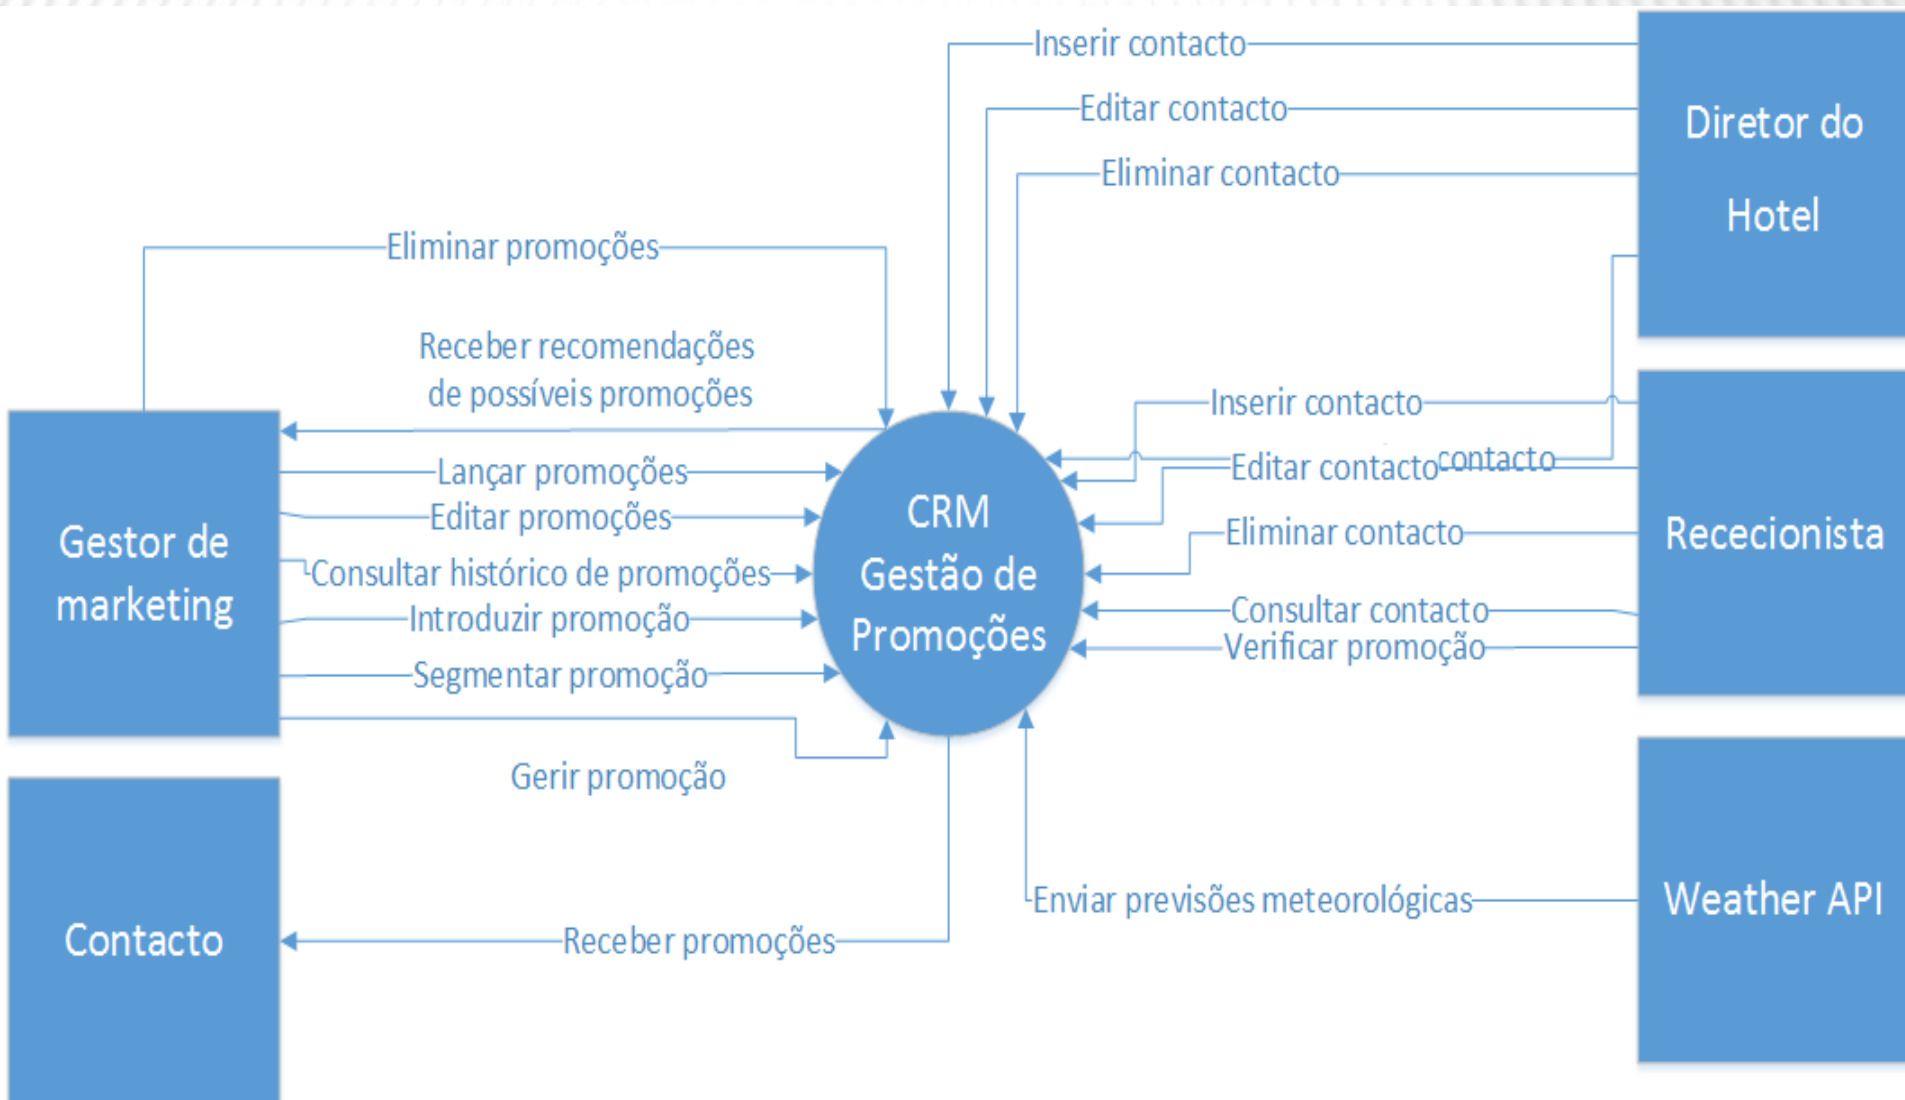 Inserir contacto
Editar contacto
Eliminar contacto
Diretor do
Hotel
Eliminar promoções
Receber recomendações
de possíveis promoções
Lançar promoções
Editar promoções
Consultar histórico de promoções
Introduzir promoção
Segmentar promoção
Gerir promoção
Gestor de
marketing
CRM
Gestão de
Promoções
Inserir contacto
contacto
Editar contacto
Eliminar contacto
Consultar contacto
Verificar promoção
Rececionista
Enviar previsões meteorológicas
Weather API
Receber promoções
Contacto